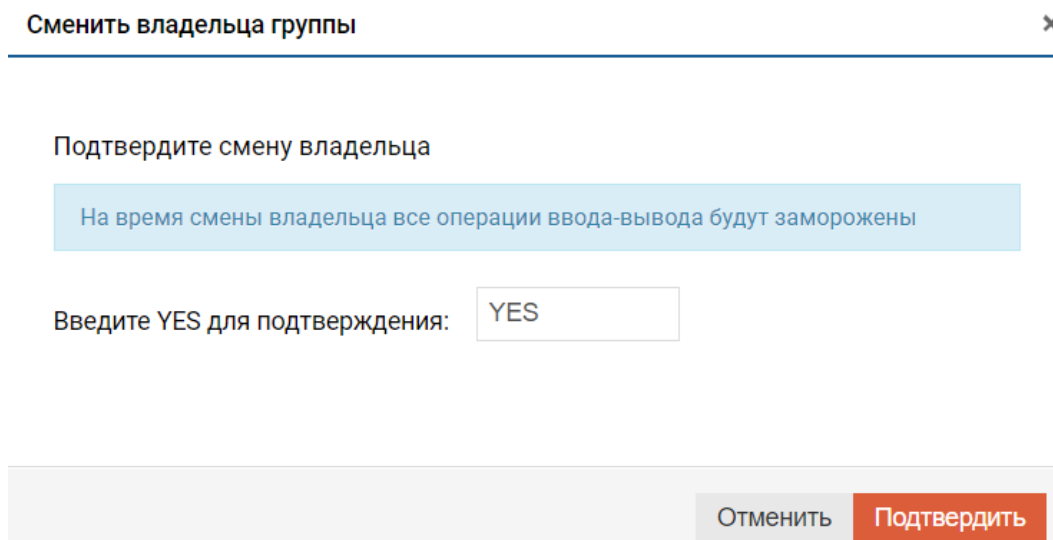 Сменить владельца группы
Подтвердите смену владельца
На время смены владельца все операции ввода-вывода будут заморожены
Введите YES для подтверждения: YES
Отменить Подтвердить